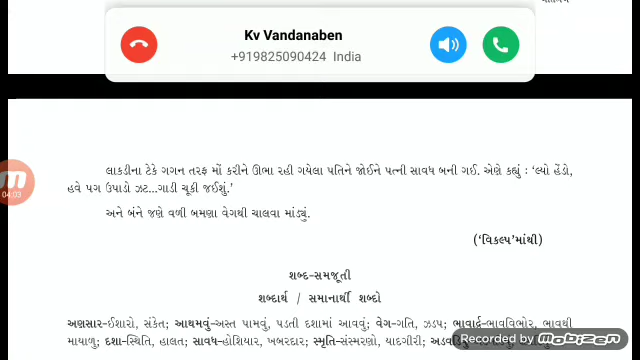 Kv Vandanaben
+919825090424 India
લાકડીના ટેકે ગગન તરફ મોં કરીને ઊભા રહી ગયેલા પતિને જોઈને પત્ની સાવધ બની ગઈ. એણે કહ્યું : ‘લ્યો હેંડો,
હવે પગ ઉપાડો ઝટ...ગાડી ચૂકી જઈશું.’
અને બંને જણે વળી બમણા વેગથી ચાલવા માંડ્યું.
(‘વિકલ્પ’માંથી)
શબ્દ-સમજૂતી
શબ્દાર્થ / સમાનાર્થી શબ્દો
અણસાર-ઈશારો, સંકેત; આથમવું-અસ્ત પામવું, પડતી દશામાં આવવું; વેગ-ગતિ, ઝડપ; ભાવાર્દ્ર-ભાવવિભોર, ભાવથી
માયાળુ; દશા-સ્થિતિ, હાલત; સાવધ-હોશિયાર, ખબરદાર; સ્મૃતિ-સંસ્મરણો, યાદગીરી;
04:03
Recorded by
MOBIZEN